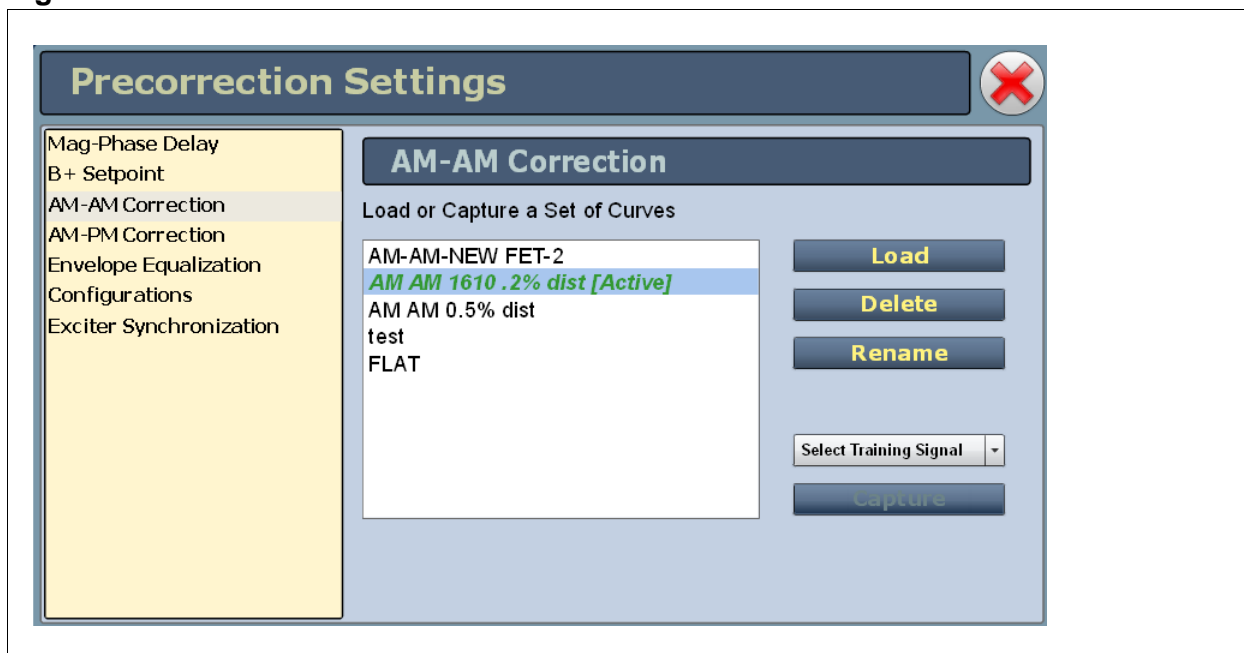 Precorrection Settings
Mag-Phase Delay
B+ Setpoint
AM-AM Correction
AM-PM Correction
Envelope Equalization
Configurations
Exciter Synchronization
AM-AM Correction
Load or Capture a Set of Curves
AM-AM-NEW FET-2
AM AM 1610 .2% dist [Active]
AM AM 0.5% dist
test
FLAT
Load
Delete
Rename
Select Training Signal
Capture